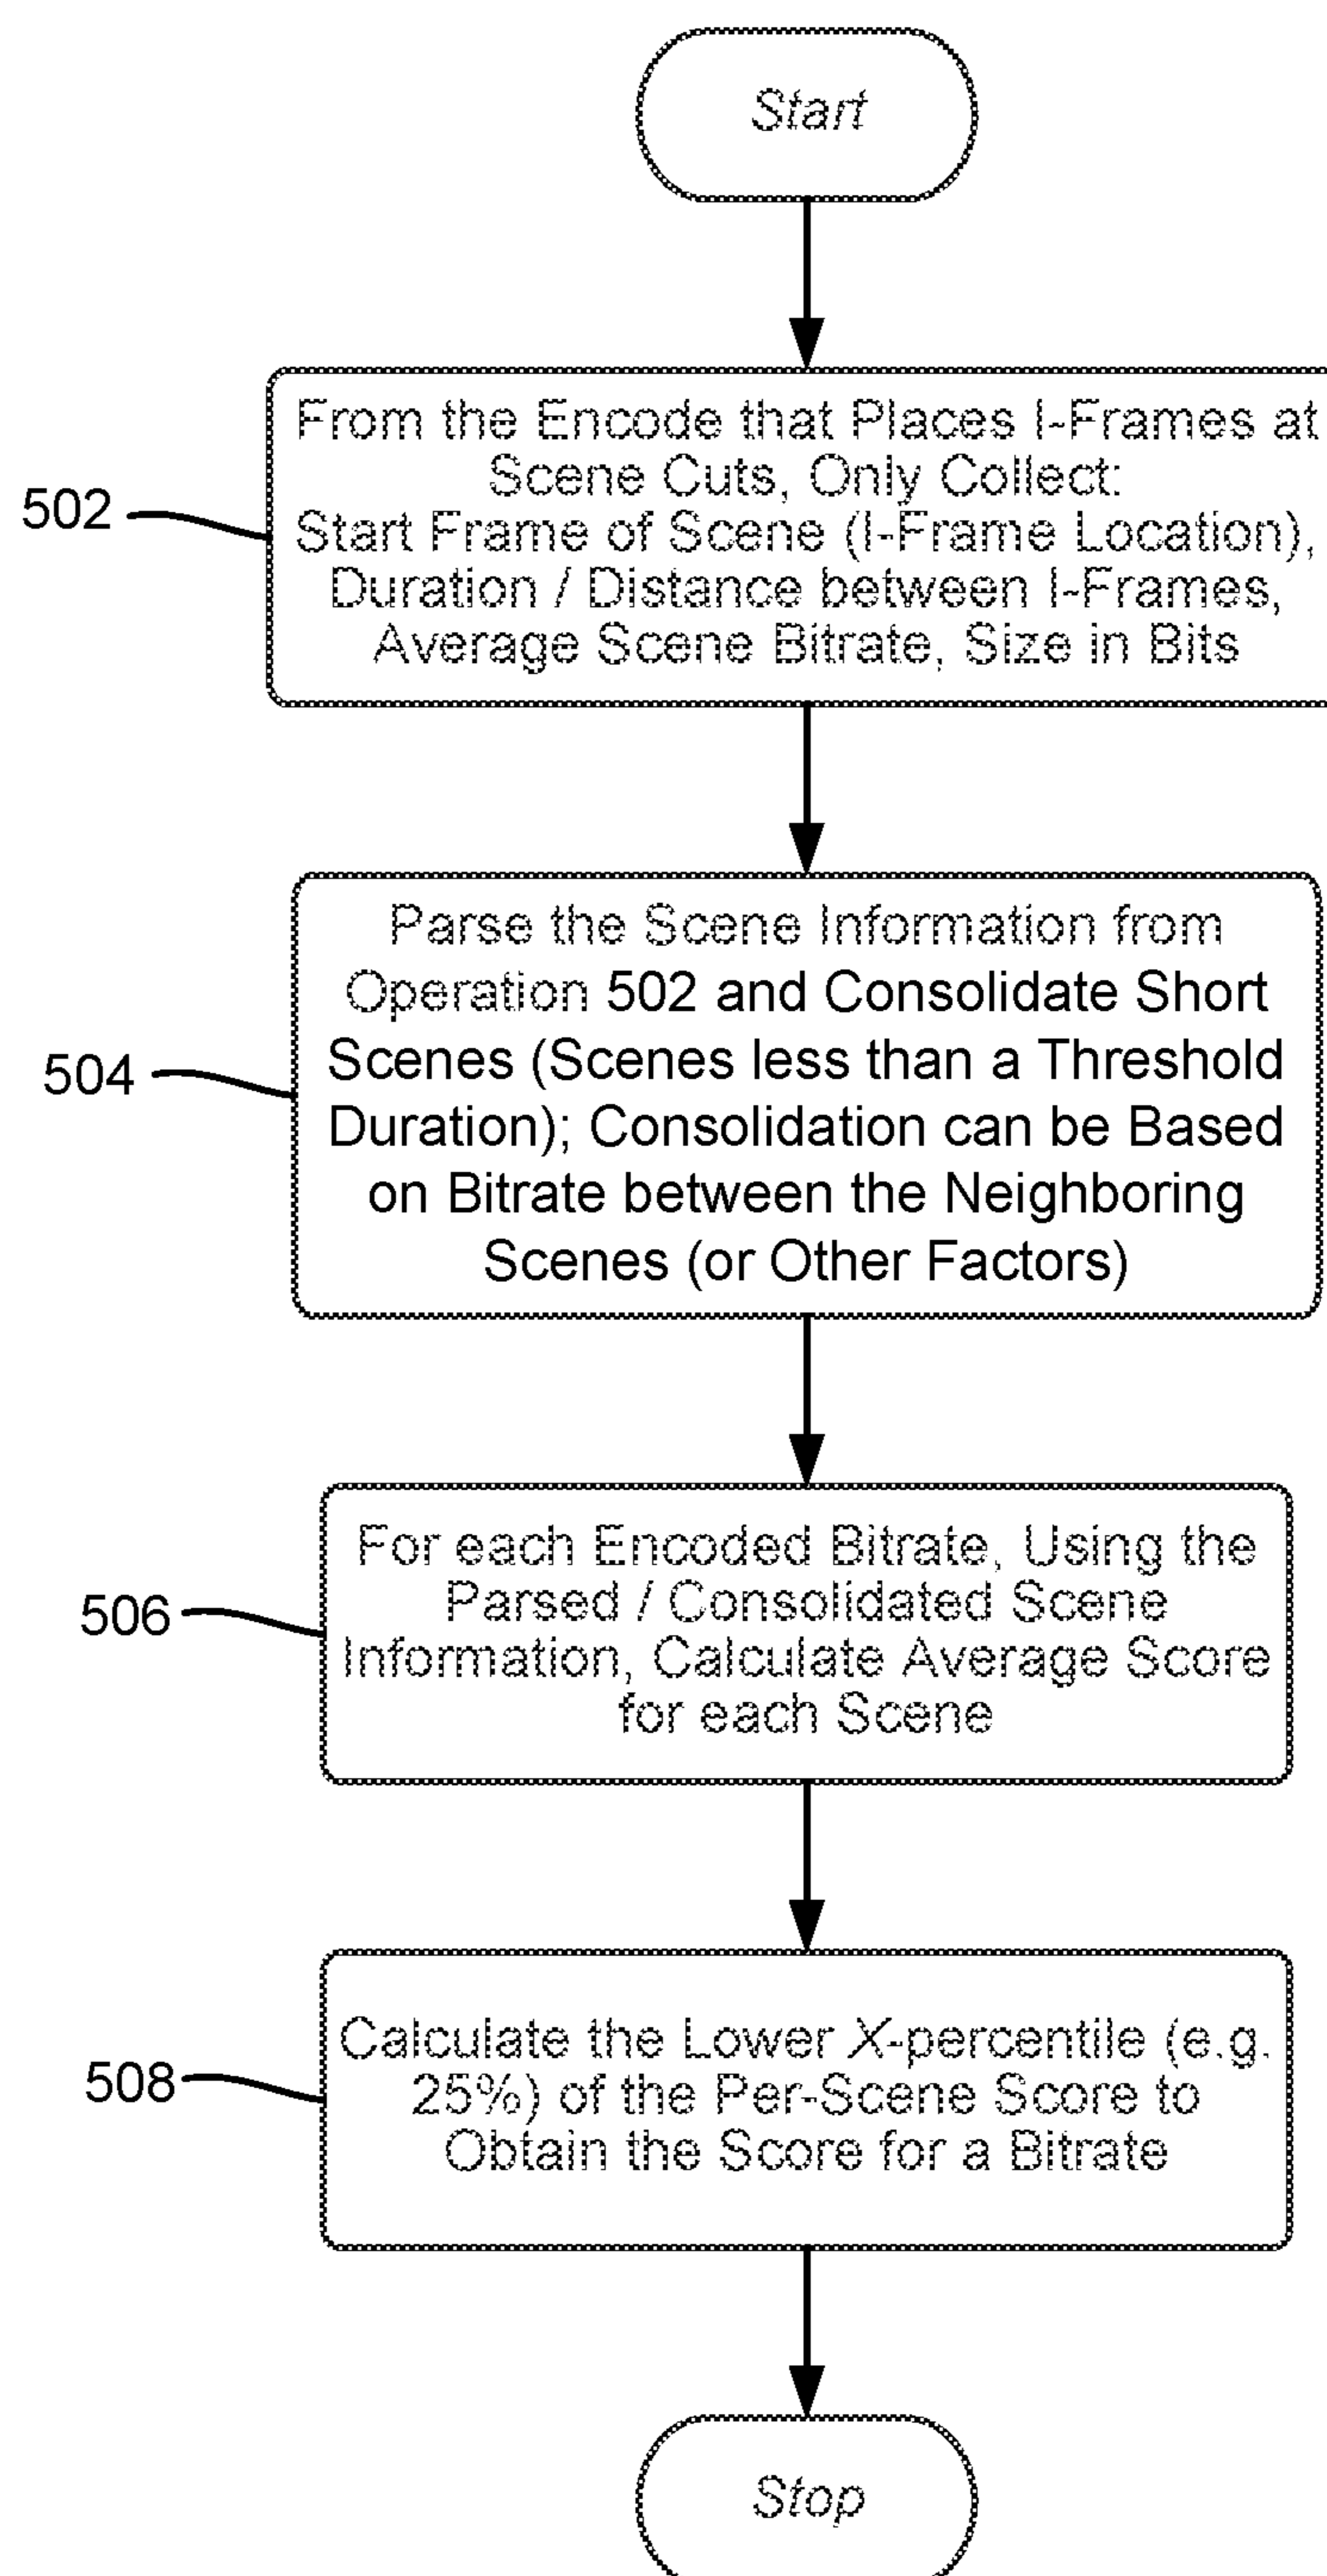 Start
502
From the Encode that Places I-Frames at
Scene Cuts, Only Collect:
Start Frame of Scene (I-Frame Location),
Duration / Distance between I-Frames,
Average Scene Bitrate, Size in Bits
504
Parse the Scene Information from
Operation 502 and Consolidate Short
Scenes (Scenes less than a Threshold
Duration); Consolidation can be Based
on Bitrate between the Neighboring
Scenes (or Other Factors)
506
For each Encoded Bitrate, Using the
Parsed / Consolidated Scene
Information, Calculate Average Score
for each Scene
508
Calculate the Lower X-percentile (e.g.
25%) of the Per-Scene Score to
Obtain the Score for a Bitrate
Stop